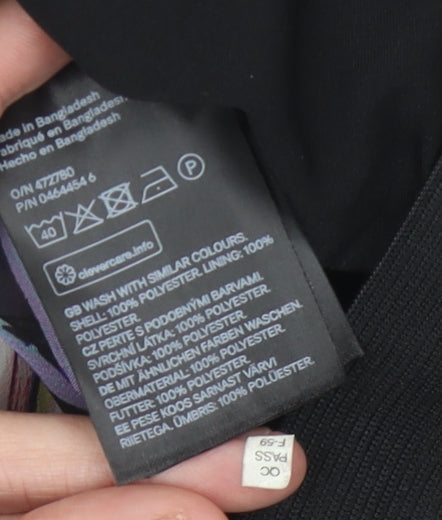 ade in Bangladesh
abriqué en Bangladesh
Hecho en Bangladesh
O/N 472780
P/N 0464454 6
40
P
clevercare.info
GB WASH WITH SIMILAR COLOURS.
SHELL: 100% POLYESTER. LINING: 100%
POLYESTER.
CZ PERTE S PODOBNÝMI BARVAMI.
SVRCHNÍ LÁTKA: 100% POLYESTER.
PODŠÍVKA: 100% POLYESTER.
DE MIT ÄHNLICHEN FARBEN WASCHEN.
OBERMATERIAL: 100% POLYESTER.
FUTTER: 100% POLYESTER.
EE PESE KOOS SARNAST VÄRVI
RIIETEGA. ÜMBRIS: 100% POLÜESTER.
QC
PASS
F-59